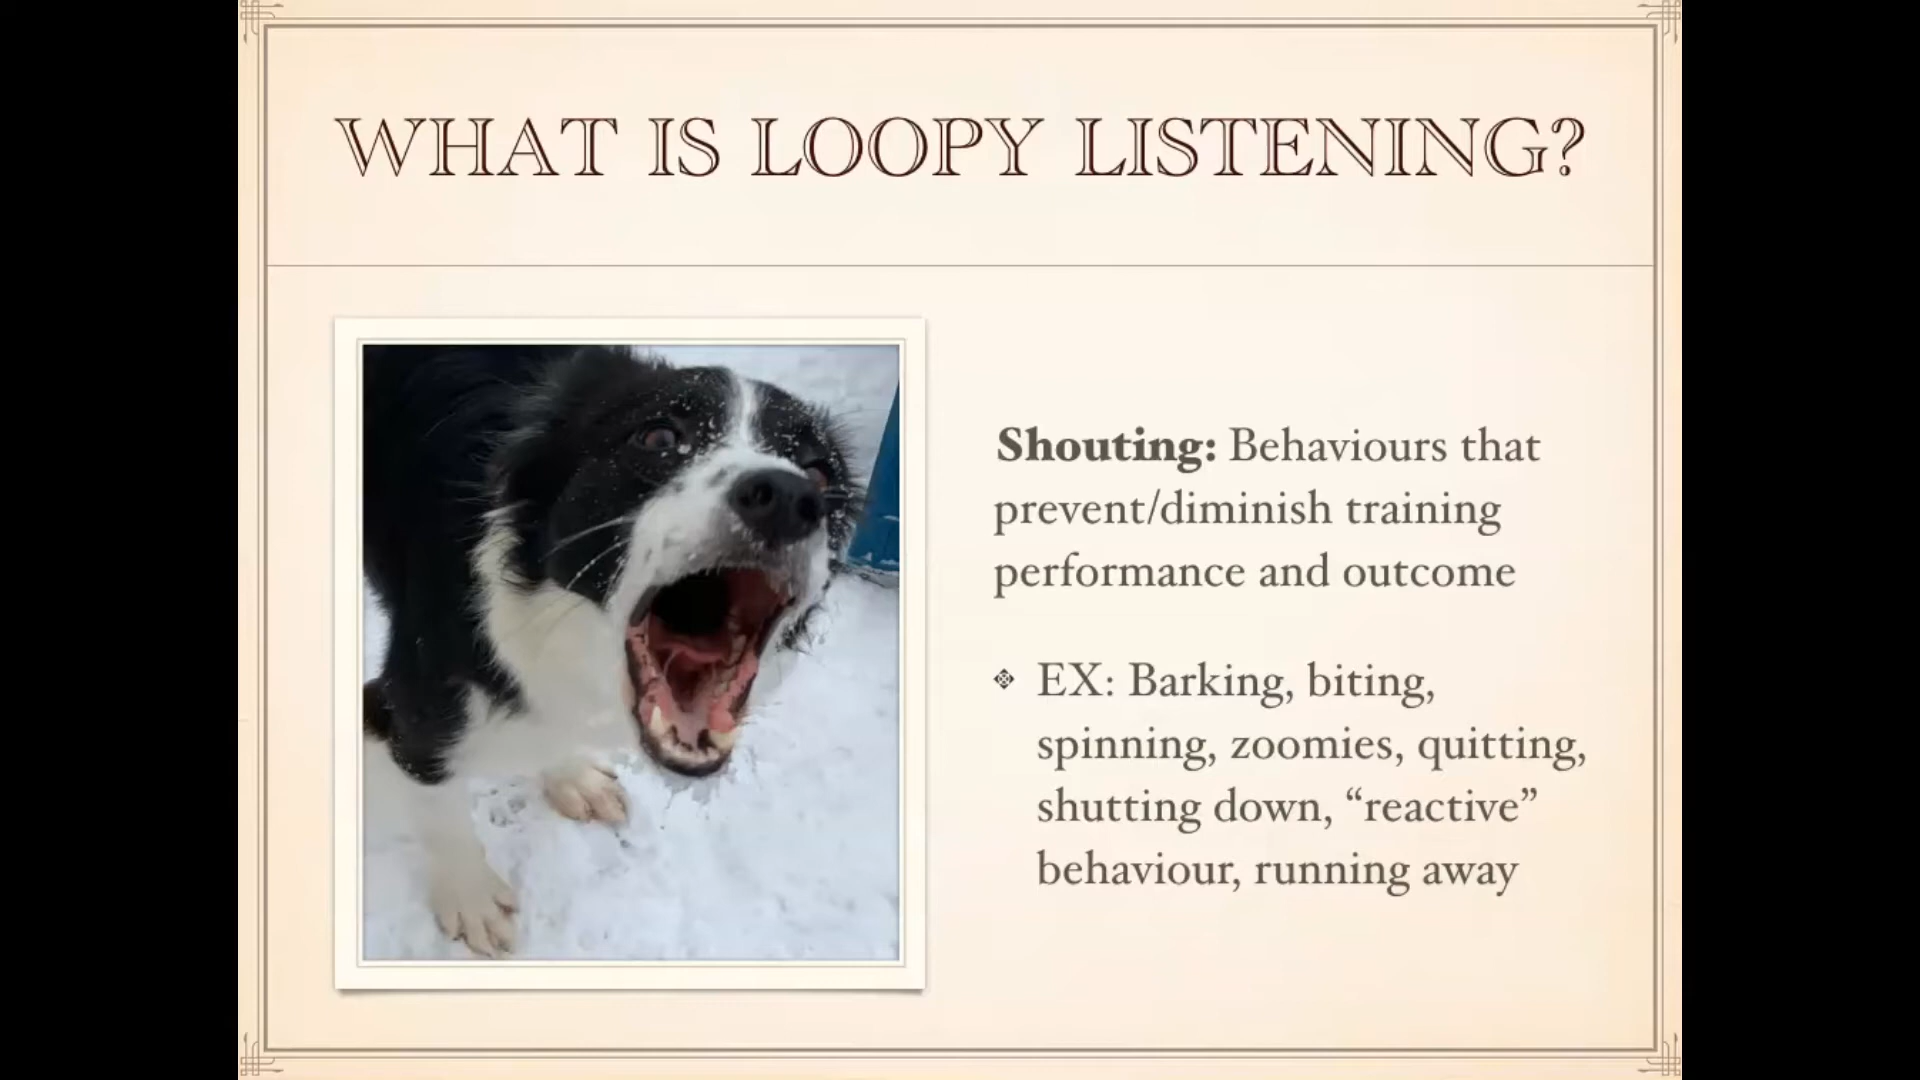 WHAT IS LOOPY LISTENING?
Shouting: Behaviours that
prevent/diminish training
performance and outcome
EX: Barking, biting,
spinning, zoomies, quitting,
shutting down, “reactive”
behaviour, running away